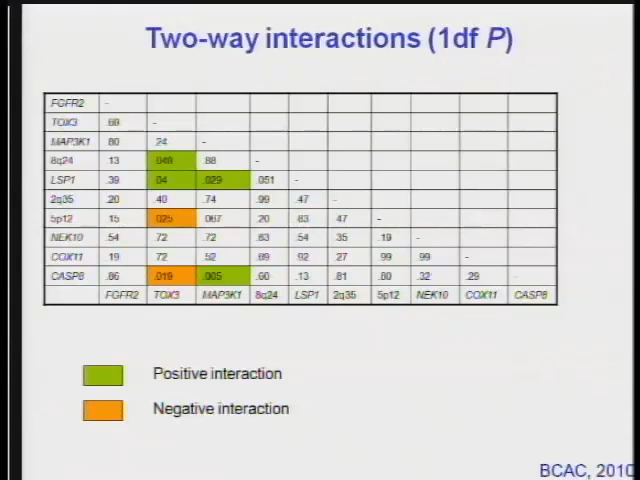 Two-way interactions (1df P)
FGFR2 -
TOX3 .69 -
MAP3K1 .80 .24 -
8q24 .13 .049 .88 -
LSP1 .39 .04 .029 .051 -
2q35 .20 .40 .74 .99 .47 -
5p12 .15 .025 .067 .20 .83 .47 -
NEK10 .54 .72 .72 .63 .54 .35 .19 -
COX11 .19 .72 .52 .69 .92 .27 .99 .99 -
CASP8 .86 .019 .005 .60 .13 .81 .80 .32 .29 -
FGFR2 TOX3 MAP3K1 8q24 LSP1 2q35 5p12 NEK10 COX11 CASP8
Positive interaction
Negative interaction
BCAC, 2010